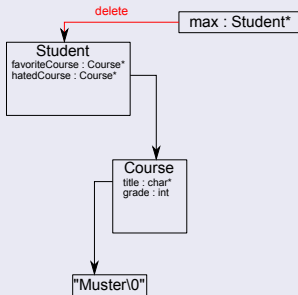 delete
max : Student*
Student
favoriteCourse : Course*
hatedCourse : Course*
Course
title : char*
grade : int
"Muster\0"